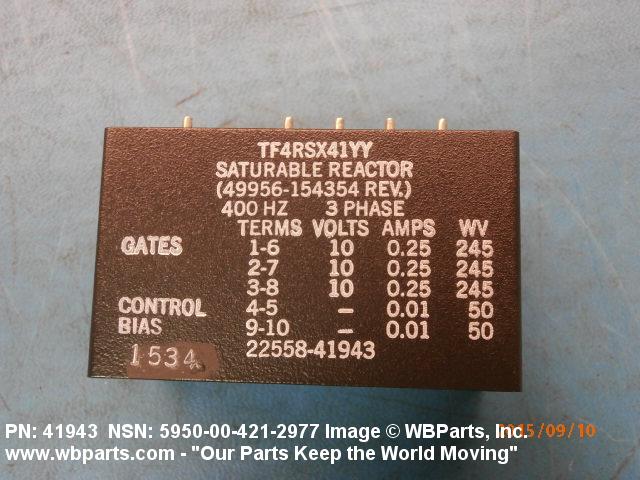 TF4RSX41YY
SATURABLE REACTOR
(49956-154354 REV.)
400 HZ 3 PHASE
TERMS VOLTS AMPS WV
GATES 1-6 10 0.25 245
2-7 10 0.25 245
3-8 10 0.25 245
CONTROL 4-5 – 0.01 50
BIAS 9-10 – 0.01 50
1534 22558-41943
PN: 41943 NSN: 5950-00-421-2977 Image © WBParts, Inc.
/09/10
www.wbparts.com - "Our Parts Keep the World Moving"